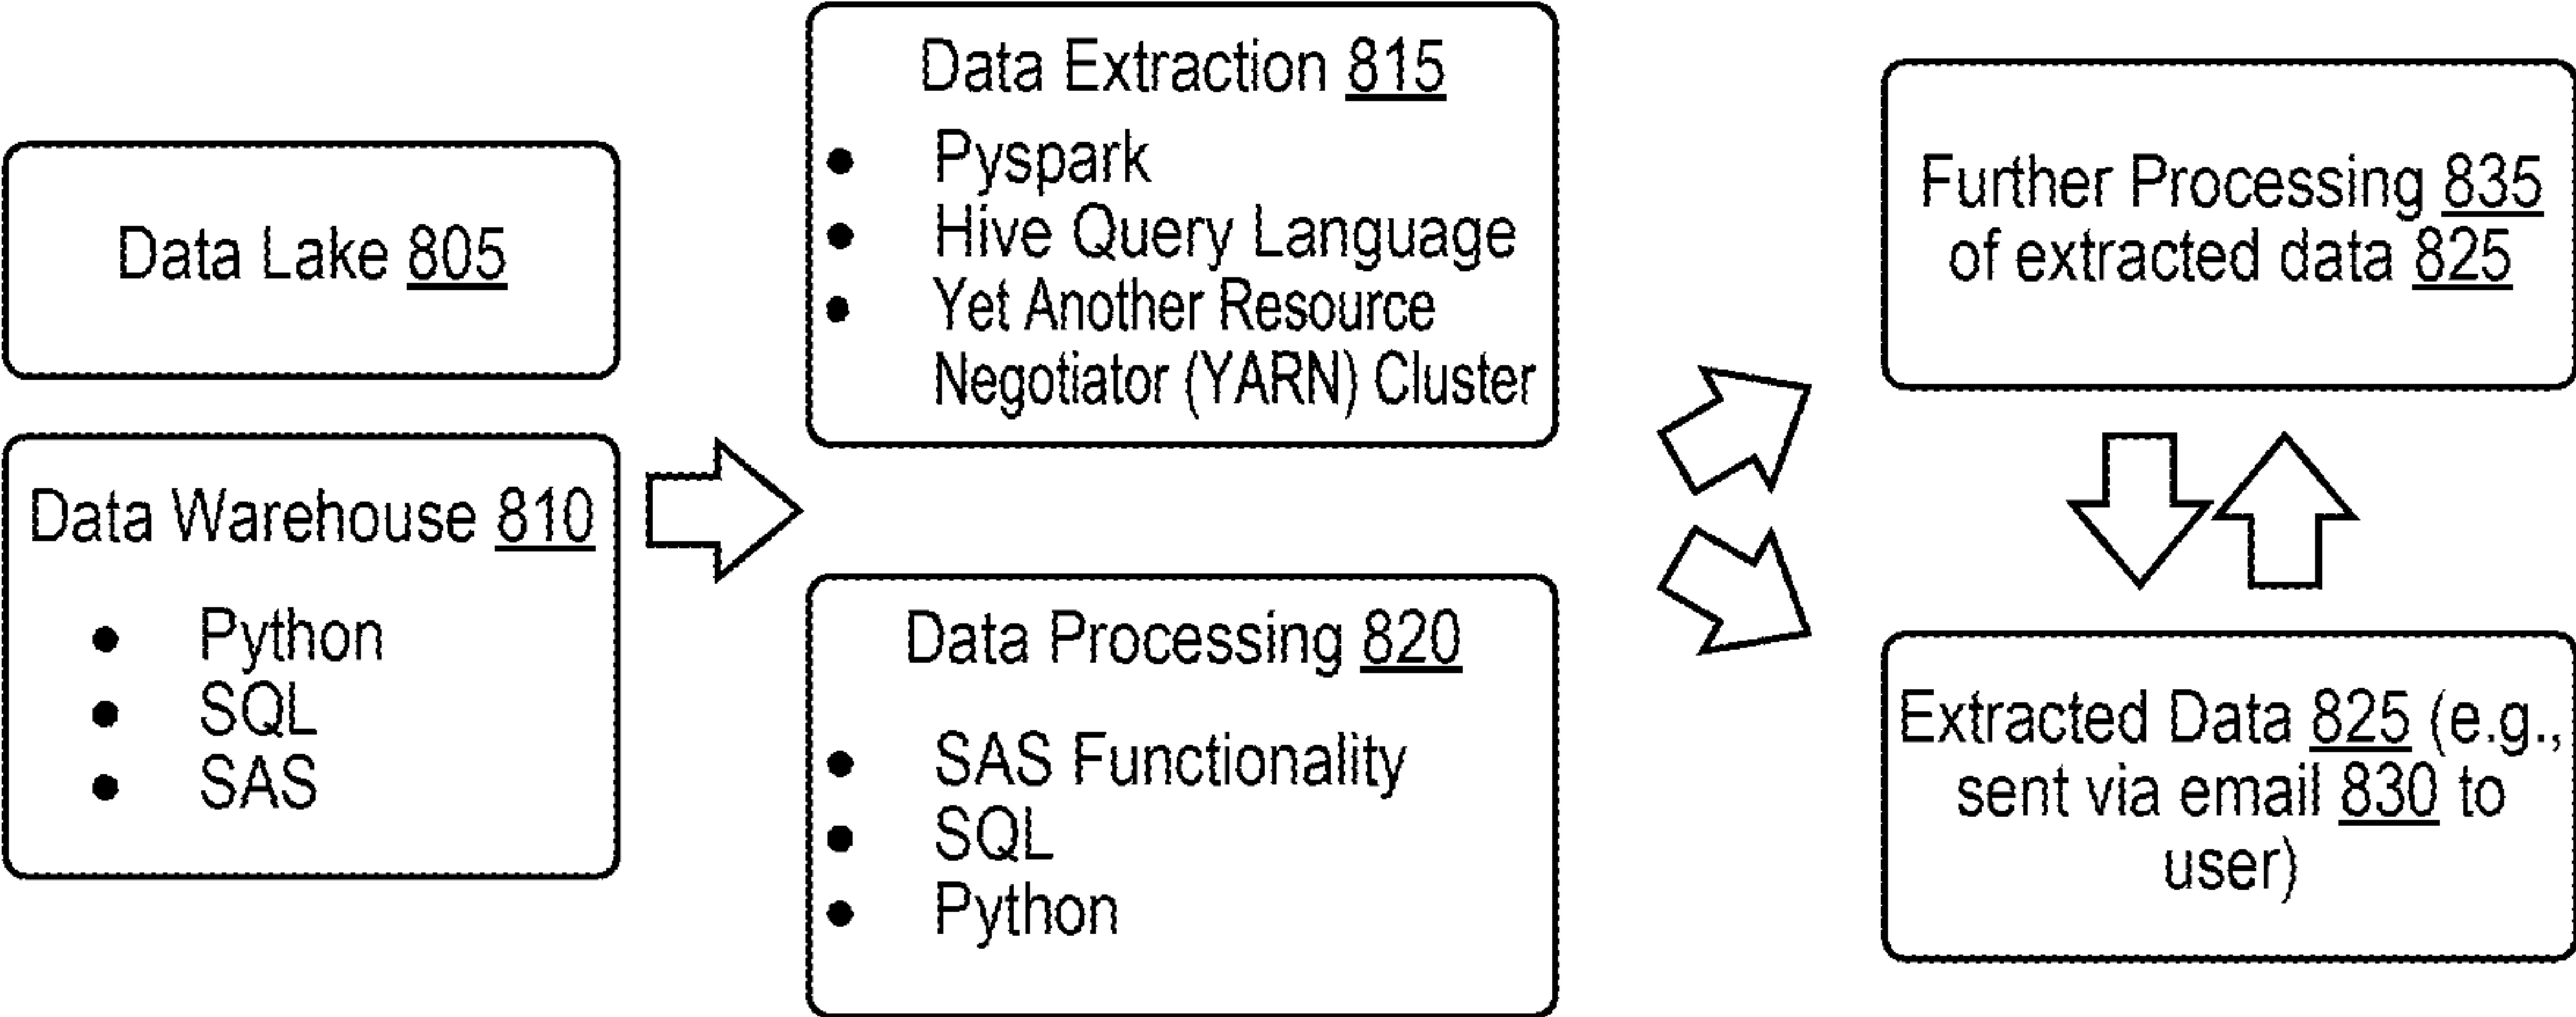 Data Lake 805
Data Warehouse 810
● Python
● SQL
● SAS
Data Extraction 815
● Pyspark
● Hive Query Language
● Yet Another Resource
Negotiator (YARN) Cluster
Data Processing 820
● SAS Functionality
● SQL
● Python
Further Processing 835
of extracted data 825
Extracted Data 825 (e.g.,
sent via email 830 to
user)